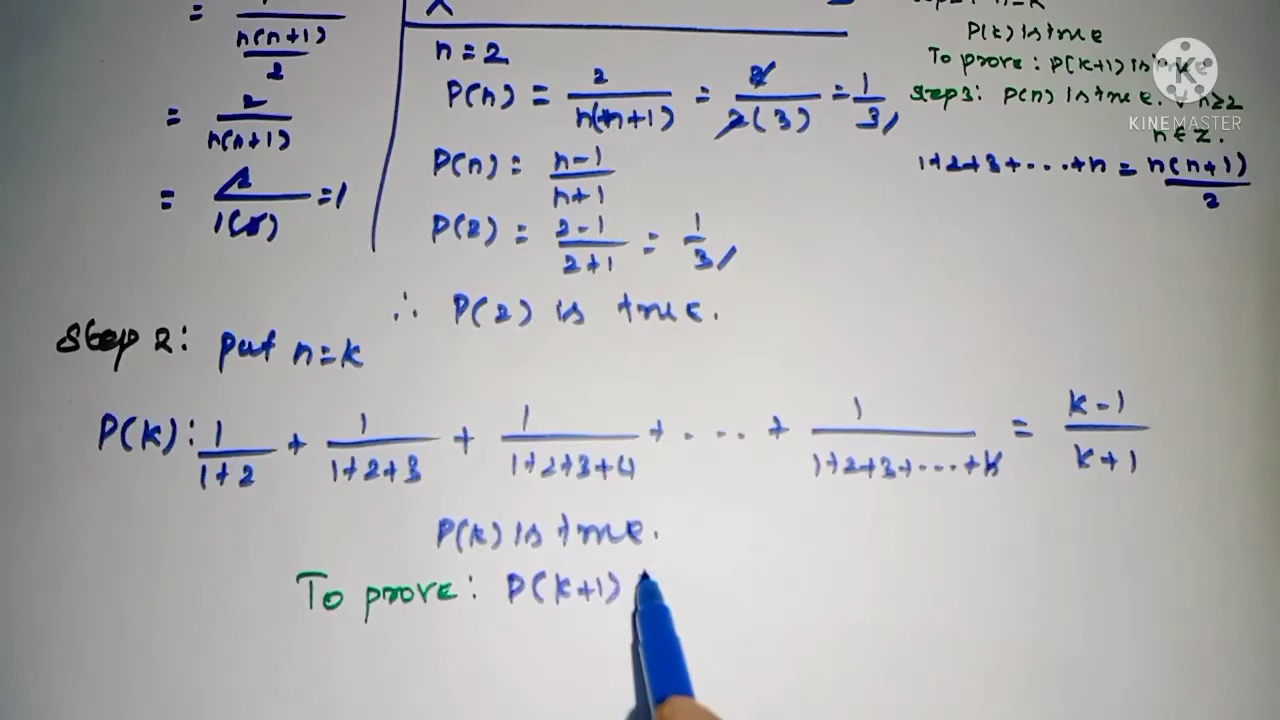 = 1/(n(n+1)/2)
= 2/(n(n+1))
= 2/(1(2)) = 1
n = 2
P(n) = 2/(n(n+1)) = 2/(2(3)) = 1/3,
P(n) = (n-1)/(n+1)
P(2) = (2-1)/(2+1) = 1/3,
∴ P(2) is true.
P(k) is true
To prove: P(k+1) is
Step 3: P(n) is true. ∀ n≥2
n ∈ Z.
1+2+3+...+n = n(n+1)/2
KINEMASTER
Step 2: put n=k
P(k): 1/(1+2) + 1/(1+2+3) + 1/(1+2+3+4) + ... + 1/(1+2+3+...+k) = (k-1)/(k+1)
P(k) is true.
To prove: P(k+1)